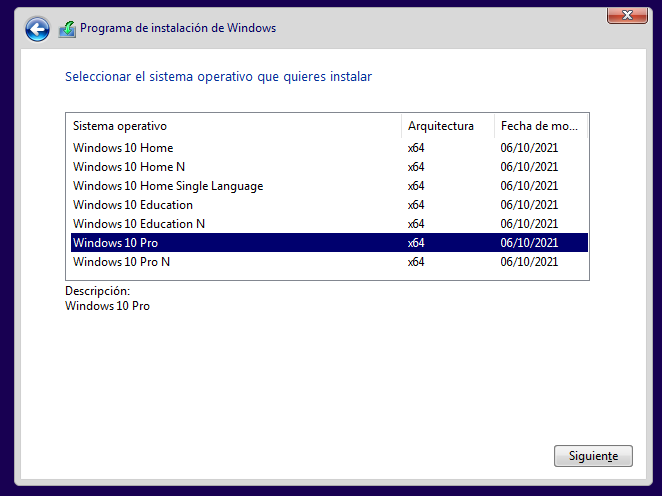 Programa de instalación de Windows
Seleccionar el sistema operativo que quieres instalar
Sistema operativo Arquitectura Fecha de mo...
Windows 10 Home x64 06/10/2021
Windows 10 Home N x64 06/10/2021
Windows 10 Home Single Language x64 06/10/2021
Windows 10 Education x64 06/10/2021
Windows 10 Education N x64 06/10/2021
Windows 10 Pro x64 06/10/2021
Windows 10 Pro N x64 06/10/2021
Descripción:
Windows 10 Pro
Siguiente